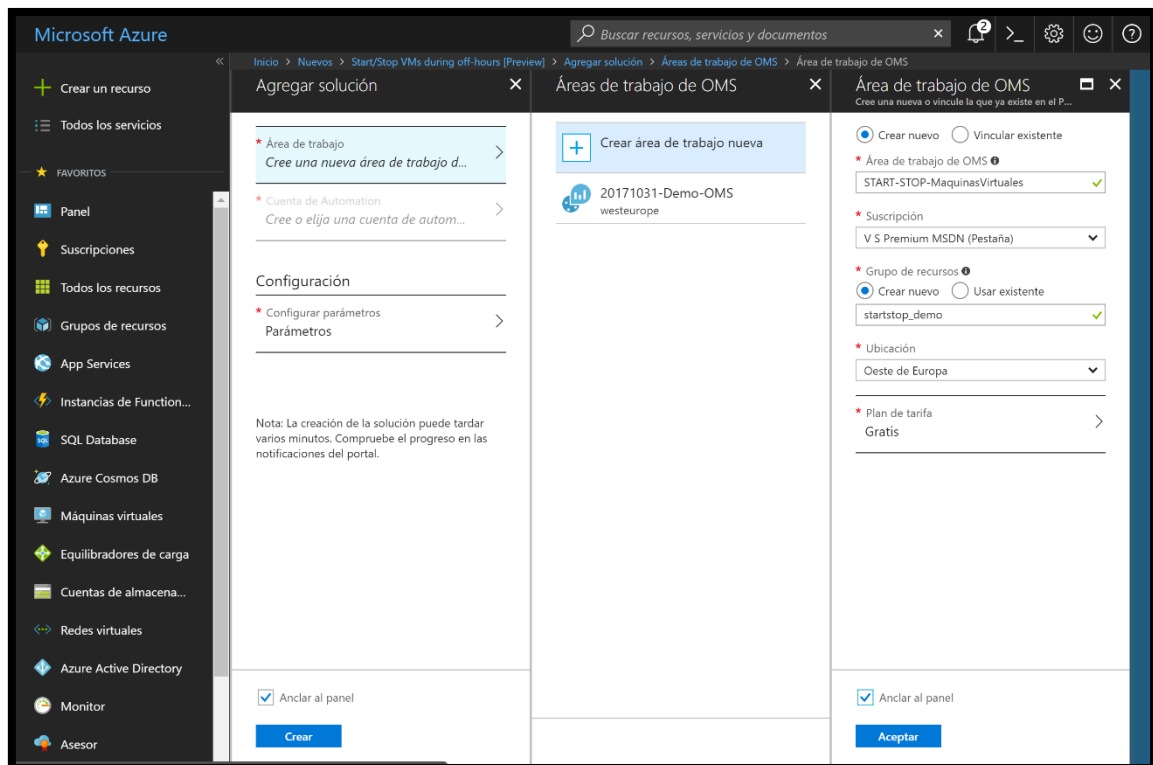 Microsoft Azure
Buscar recursos, servicios y documentos
2
Inicio > Nuevos > Start/Stop VMs during off-hours [Preview] > Agregar solución > Áreas de trabajo de OMS > Área de trabajo de OMS
Crear un recurso
Todos los servicios
FAVORITOS
Panel
Suscripciones
Todos los recursos
Grupos de recursos
App Services
Instancias de Function...
SQL Database
Azure Cosmos DB
Máquinas virtuales
Equilibradores de carga
Cuentas de almacena...
Redes virtuales
Azure Active Directory
Monitor
Asesor
Agregar solución
* Área de trabajo
Cree una nueva área de trabajo d...
* Cuenta de Automation
Cree o elija una cuenta de autom...
Configuración
* Configurar parámetros
Parámetros
Nota: La creación de la solución puede tardar
varios minutos. Compruebe el progreso en las
notificaciones del portal.
Anclar al panel
Crear
Áreas de trabajo de OMS
Crear área de trabajo nueva
20171031-Demo-OMS
westeurope
Área de trabajo de OMS
Cree una nueva o vincule la que ya existe en el P...
Crear nuevo Vincular existente
* Área de trabajo de OMS
START-STOP-MaquinasVirtuales
* Suscripción
V S Premium MSDN (Pestaña)
* Grupo de recursos
Crear nuevo Usar existente
startstop_demo
* Ubicación
Oeste de Europa
* Plan de tarifa
Gratis
Anclar al panel
Aceptar